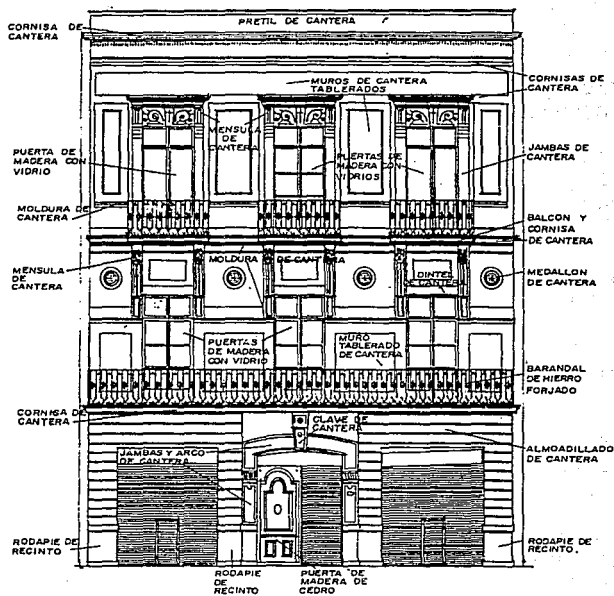 PRETIL DE CANTERA
CORNISA DE
CANTERA
MUROS DE CANTERA
TABLERADOS
CORNISAS DE
CANTERA
MENSULA
DE
CANTERA
PUERTA DE
MADERA CON
VIDRIO
PUERTAS DE
MADERA CON
VIDRIOS
JAMBAS DE
CANTERA
MOLDURA DE
CANTERA
BALCON Y
CORNISA
DE CANTERA
MENSULA
DE
CANTERA
MOLDURA DE CANTERA
DINTEL
DE CANTERA
MEDALLON
DE CANTERA
PUERTAS
DE MADERA
CON VIDRIO
MURO
TABLERADO
DE CANTERA
BARANDAL
DE HIERRO
FORJADO
CORNISA DE
CANTERA
CLAVE DE
CANTERA
JAMBAS Y ARCO
DE CANTERA
ALMOADILLADO
DE CANTERA
RODAPIE DE
RECINTO
RODAPIE
DE
RECINTO
PUERTA DE
MADERA DE
CEDRO
RODAPIE DE
RECINTO.